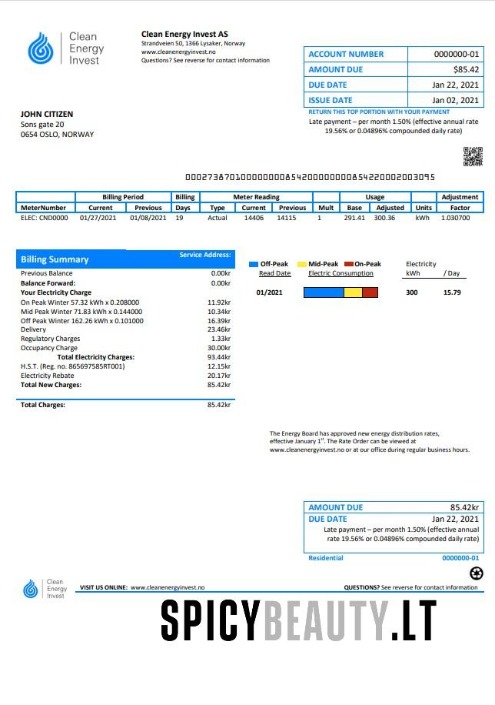 Clean Energy Invest
Clean Energy Invest AS
Strandveien 50, 1366 Lysaker, Norway
www.cleanenergyinvest.no
Questions? See reverse for contact information
ACCOUNT NUMBER 0000000-01
AMOUNT DUE $85.42
DUE DATE Jan 22, 2021
ISSUE DATE Jan 02, 2021
RETURN THIS TOP PORTION WITH YOUR PAYMENT
Late payment – per month 1.50% (effective annual rate
19.56% or 0.04896% compounded daily rate)
JOHN CITIZEN
Sons gate 20
0654 OSLO, NORWAY
Billing Period Billing Meter Reading Usage Adjustment
MeterNumber Current Previous Days Type Current Previous Mult Base Adjusted Units Factor
ELEC: CND0000 01/27/2021 01/08/2021 19 Actual 14406 14115 1 291.41 300.36 kWh 1.030700
Billing Summary Service Address:
Previous Balance 0.00kr
Balance Forward: 0.00kr
Your Electricity Charge
On Peak Winter 57.32 kWh x 0.208000 11.92kr
Mid Peak Winter 71.83 kWh x 0.144000 10.34kr
Off Peak Winter 162.26 kWh x 0.101000 16.39kr
Delivery 23.46kr
Regulatory Charges 1.33kr
Occupancy Charge 30.00kr
Total Electricity Charges: 93.44kr
H.S.T. (Reg. no. 865697585RT001) 12.15kr
Electricity Rebate 20.17kr
Total New Charges: 85.42kr
Total Charges: 85.42kr
Off-Peak Mid-Peak On-Peak Electricity
Read Date Electric Consumption kWh / Day
01/2021 300 15.79
The Energy Board has approved new energy distribution rates,
effective January 1st. The Rate Order can be viewed at
www.cleanenergyinvest.no or at our office during regular business hours.
AMOUNT DUE 85.42kr
DUE DATE Jan 22, 2021
Late payment – per month 1.50% (effective annual
rate 19.56% or 0.04896% compounded daily rate)
Residential 0000000-01
Clean Energy Invest
VISIT US ONLINE: www.cleanenergyinvest.no QUESTIONS? See reverse for contact information
SPICYBEAUTY.LT